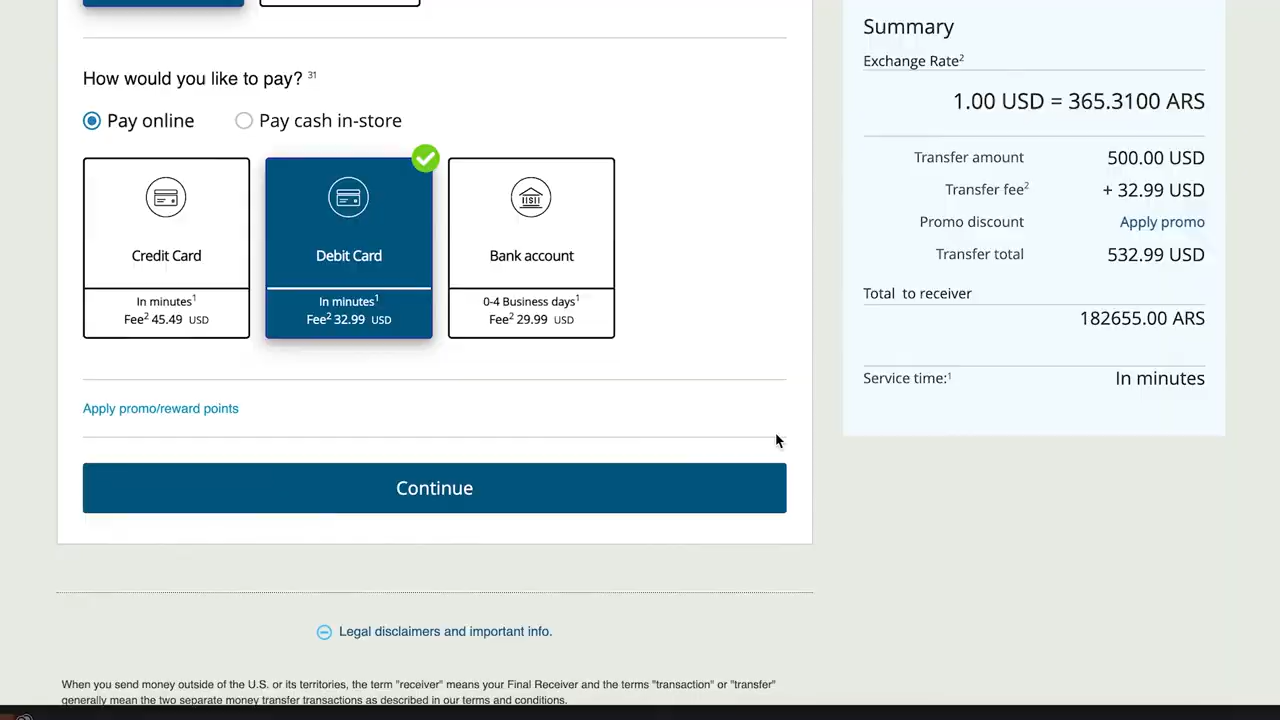 How would you like to pay? 31
Pay online
Pay cash in-store
Credit Card
In minutes1
Fee2 45.49 USD
Debit Card
In minutes1
Fee2 32.99 USD
Bank account
0-4 Business days1
Fee2 29.99 USD
Apply promo/reward points
Continue
Summary
Exchange Rate2
1.00 USD = 365.3100 ARS
Transfer amount 500.00 USD
Transfer fee2 + 32.99 USD
Promo discount Apply promo
Transfer total 532.99 USD
Total to receiver
182655.00 ARS
Service time:1 In minutes
Legal disclaimers and important info.
When you send money outside of the U.S. or its territories, the term "receiver" means your Final Receiver and the terms "transaction" or "transfer"
generally mean the two separate money transfer transactions as described in our terms and conditions.